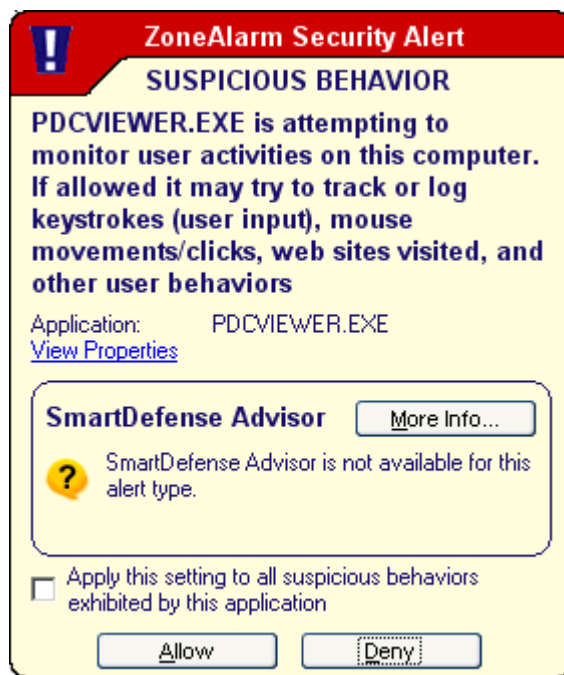 ZoneAlarm Security Alert
SUSPICIOUS BEHAVIOR
PDCVIEWER.EXE is attempting to
monitor user activities on this computer.
If allowed it may try to track or log
keystrokes (user input), mouse
movements/clicks, web sites visited, and
other user behaviors
Application: PDCVIEWER.EXE
View Properties
SmartDefense Advisor More Info...
? SmartDefense Advisor is not available for this
alert type.
Apply this setting to all suspicious behaviors
exhibited by this application
Allow Deny